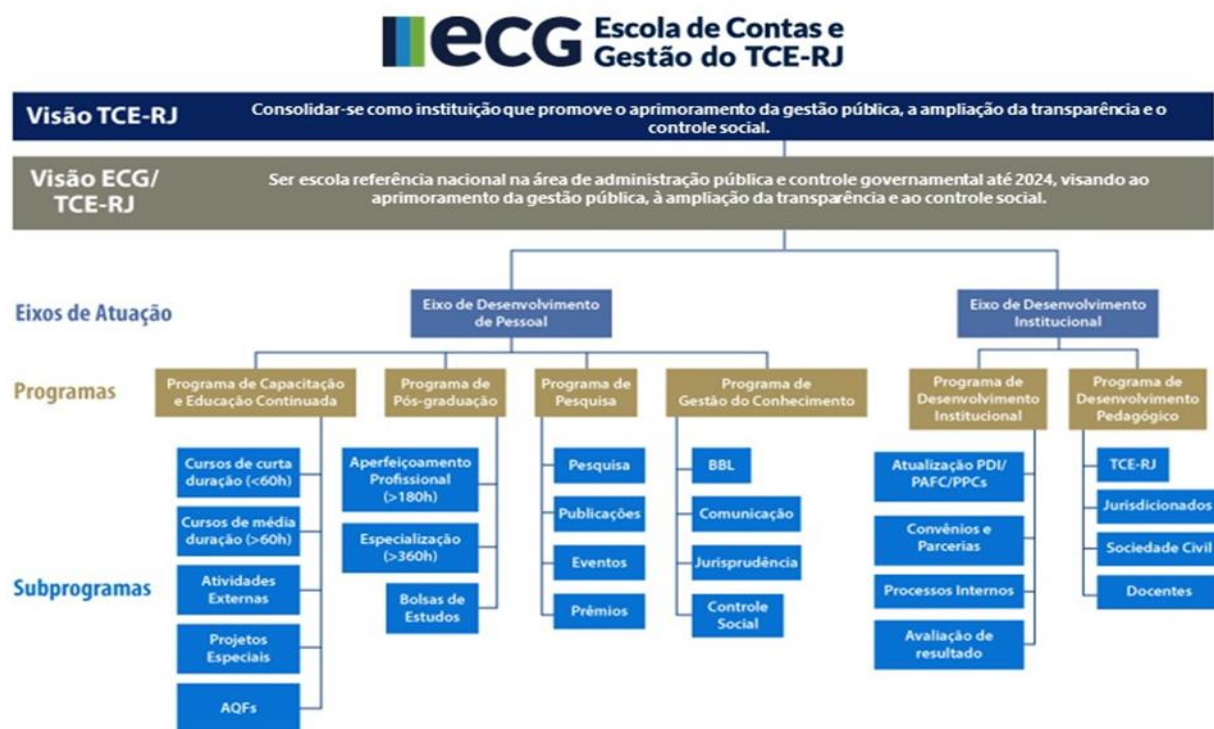 ecg Escola de Contas e
Gestão do TCE-RJ
Visão TCE-RJ
Consolidar-se como instituição que promove o aprimoramento da gestão pública, a ampliação da transparência e o
controle social.
Visão ECG/
TCE-RJ
Ser escola referência nacional na área de administração pública e controle governamental até 2024, visando ao
aprimoramento da gestão pública, à ampliação da transparência e ao controle social.
Eixos de Atuação
Eixo de Desenvolvimento
de Pessoal
Eixo de Desenvolvimento
Institucional
Programas
Programa de Capacitação
e Educação Continuada
Programa de
Pós-graduação
Programa de
Pesquisa
Programa de
Gestão do Conhecimento
Programa de
Desenvolvimento
Institucional
Programa de
Desenvolvimento
Pedagógico
Subprogramas
Cursos de curta
duração (<60h)
Cursos de média
duração (>60h)
Atividades
Externas
Projetos
Especiais
AQFs
Aperfeiçoamento
Profissional
(>180h)
Especialização
(>360h)
Bolsas de
Estudos
Pesquisa
Publicações
Eventos
Prêmios
BBL
Comunicação
Jurisprudência
Controle
Social
Atualização PDI/
PAFC/PPCs
Convênios e
Parcerias
Processos Internos
Avaliação de
resultado
TCE-RJ
Jurisdicionados
Sociedade Civil
Docentes